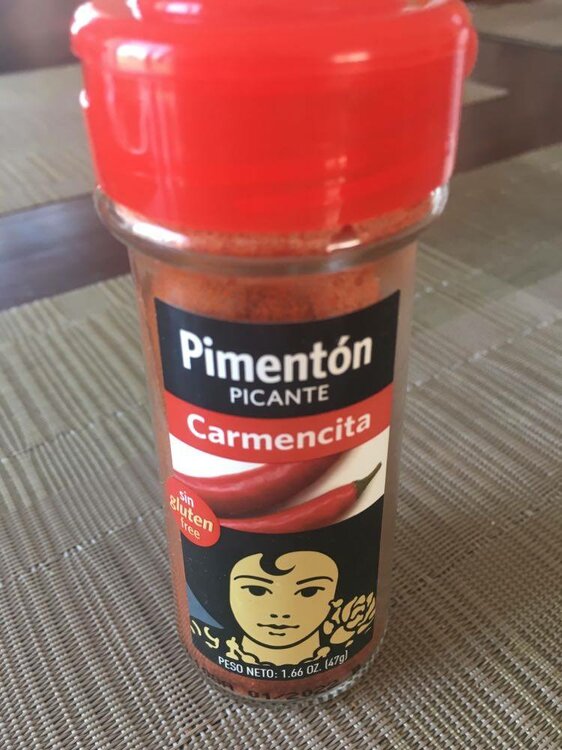 Pimentón
PICANTE
Carmencita
sin
gluten
free
PESO NETO: 1.66 OZ. (47g)